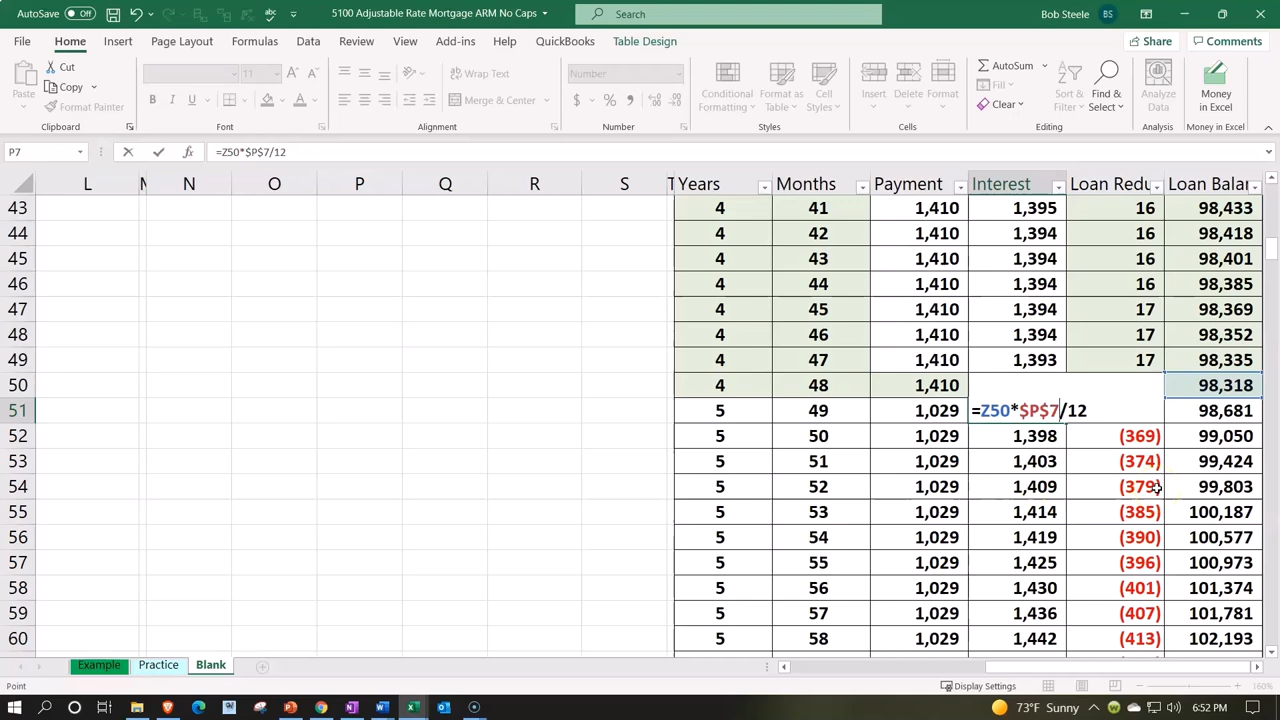 AutoSave Off 5100 Adjustable Rate Mortgage ARM No Caps Search Bob Steele BS
File Home Insert Page Layout Formulas Data Review View Add-ins Help QuickBooks Table Design Share Comments
Paste Cut Copy Format Painter Clipboard
11 B I U Font
Wrap Text Merge & Center Alignment
Number $ % Number
Conditional Formatting Format as Table Cell Styles Styles
Insert Delete Format Cells
AutoSum Fill Clear Sort & Filter Find & Select Editing
Analyze Data Analysis
Money in Excel Money in Excel
P7 fx =Z50*$P$7/12
L N O P Q R S Years Months Payment Interest Loan Redu Loan Balar
43 4 41 1,410 1,395 16 98,433
44 4 42 1,410 1,394 16 98,418
45 4 43 1,410 1,394 16 98,401
46 4 44 1,410 1,394 16 98,385
47 4 45 1,410 1,394 17 98,369
48 4 46 1,410 1,394 17 98,352
49 4 47 1,410 1,393 17 98,335
50 4 48 1,410 98,318
51 5 49 1,029 =Z50*$P$7/12 98,681
52 5 50 1,029 1,398 (369) 99,050
53 5 51 1,029 1,403 (374) 99,424
54 5 52 1,029 1,409 (379) 99,803
55 5 53 1,029 1,414 (385) 100,187
56 5 54 1,029 1,419 (390) 100,577
57 5 55 1,029 1,425 (396) 100,973
58 5 56 1,029 1,430 (401) 101,374
59 5 57 1,029 1,436 (407) 101,781
60 5 58 1,029 1,442 (413) 102,193
Example Practice Blank
Point Display Settings 160%
73°F Sunny 6:52 PM